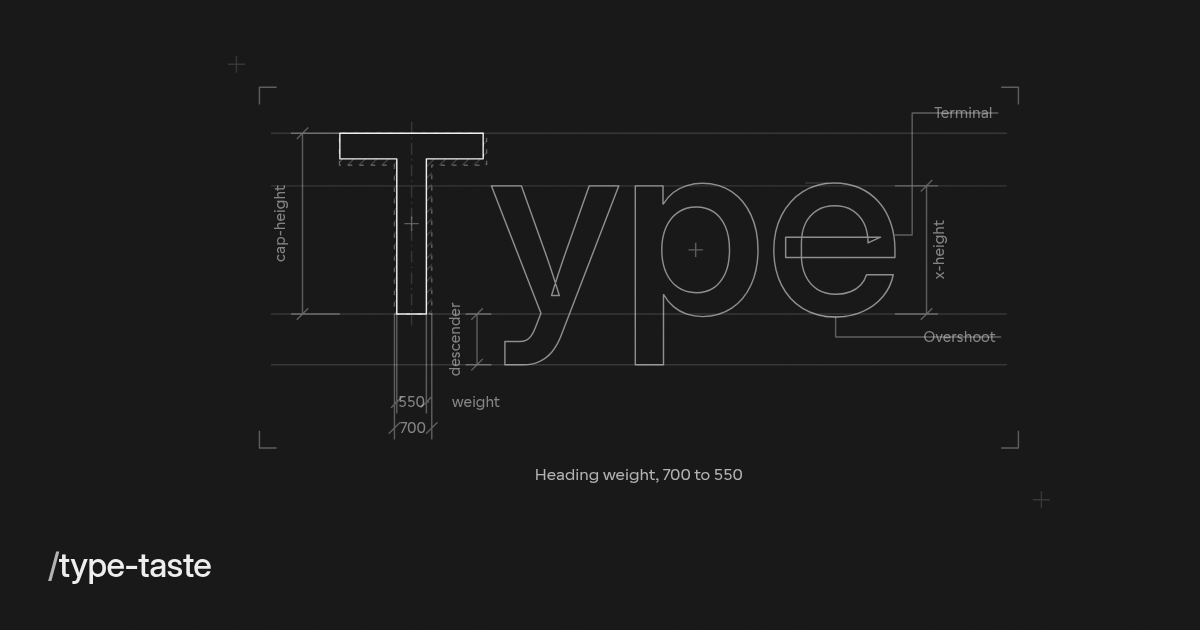 Terminal
Type
cap-height
x-height
descender
Overshoot
550 weight
700
Heading weight, 700 to 550
/type-taste